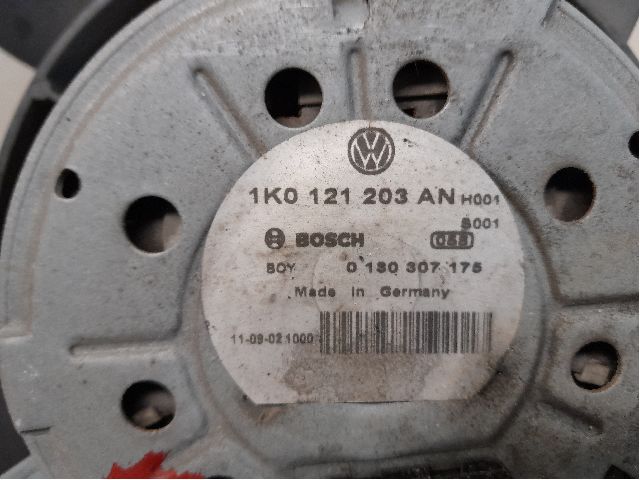 1K0 121 203 AN H001
S001
BOSCH
BOY 0 130 307 175
Made in Germany
11-09-02 1000